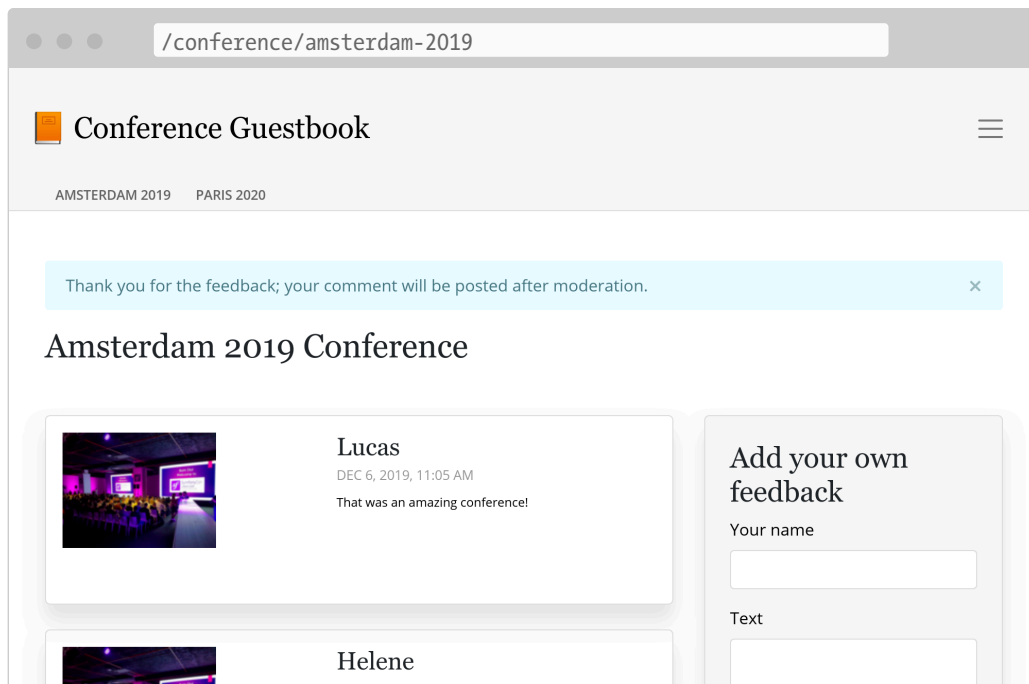 /conference/amsterdam-2019
Conference Guestbook
AMSTERDAM 2019 PARIS 2020
Thank you for the feedback; your comment will be posted after moderation. ×
Amsterdam 2019 Conference
Lucas
DEC 6, 2019, 11:05 AM
That was an amazing conference!
Helene
Add your own
feedback
Your name
Text